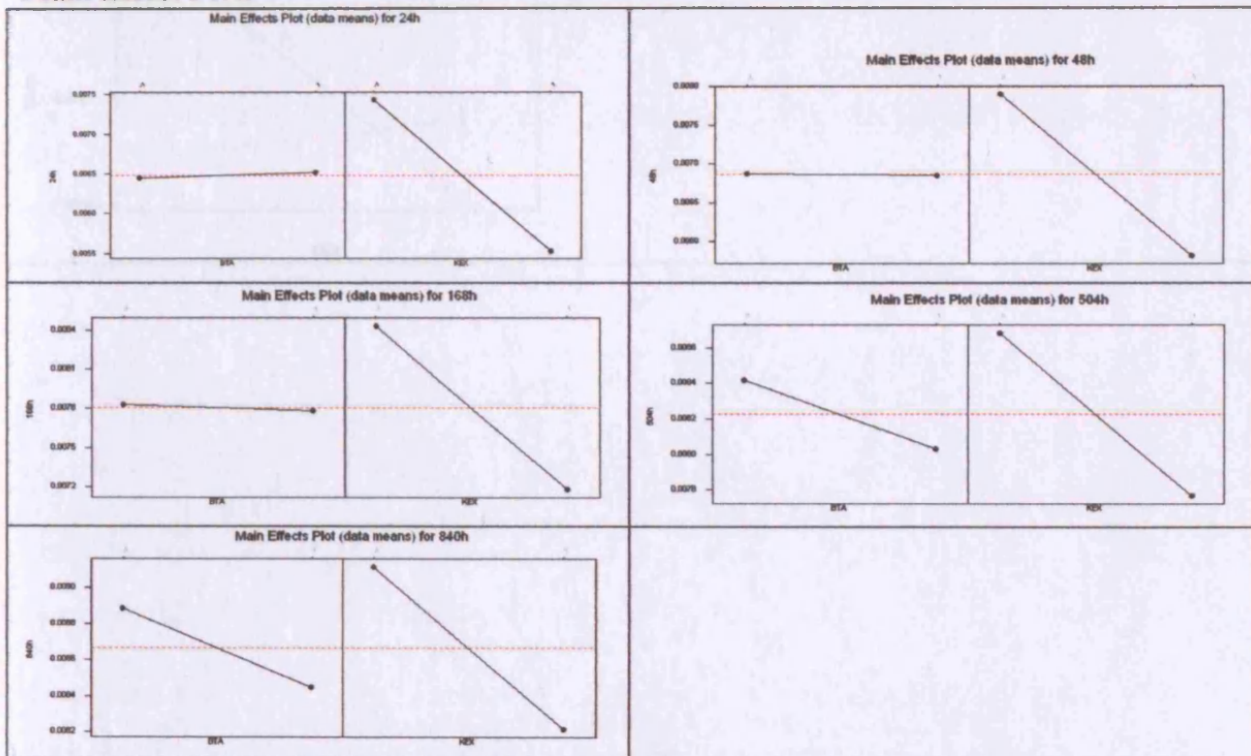 Main Effects Plot (data means) for 24h
0.0075
0.0070
0.0065
0.0060
0.0055
24h
BTA
KEX
Main Effects Plot (data means) for 48h
0.0080
0.0075
0.0070
0.0065
0.0060
48h
BTA
KEX
Main Effects Plot (data means) for 168h
0.0084
0.0081
0.0078
0.0075
0.0072
168h
BTA
KEX
Main Effects Plot (data means) for 504h
0.0086
0.0084
0.0082
0.0080
0.0078
504h
BTA
KEX
Main Effects Plot (data means) for 840h
0.0090
0.0088
0.0086
0.0084
0.0082
840h
BTA
KEX